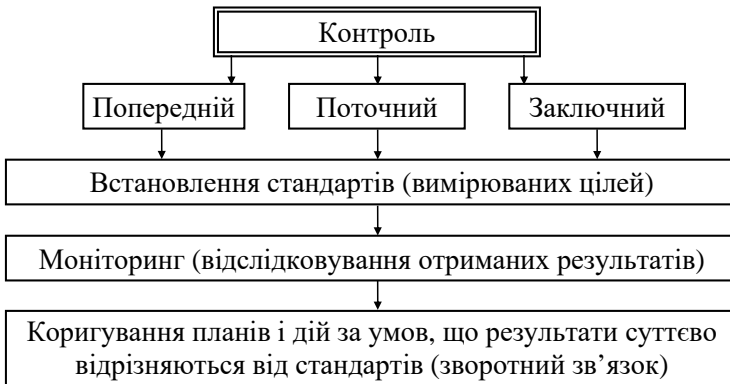 Контроль
Попередній
Поточний
Заключний
Встановлення стандартів (вимірюваних цілей)
Моніторинг (відслідковування отриманих результатів)
Коригування планів і дій за умов, що результати суттєво
відрізняються від стандартів (зворотний зв’язок)